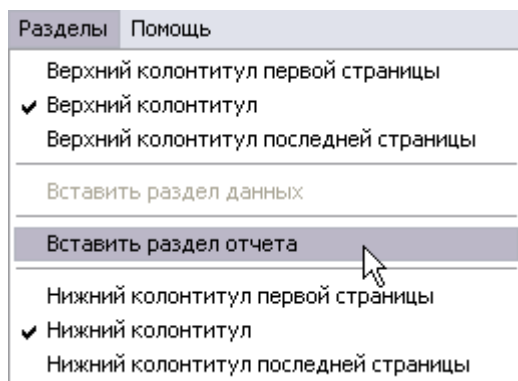 Разделы Помощь
Верхний колонтитул первой страницы
Верхний колонтитул
Верхний колонтитул последней страницы
Вставить раздел данных
Вставить раздел отчета
Нижний колонтитул первой страницы
Нижний колонтитул
Нижний колонтитул последней страницы